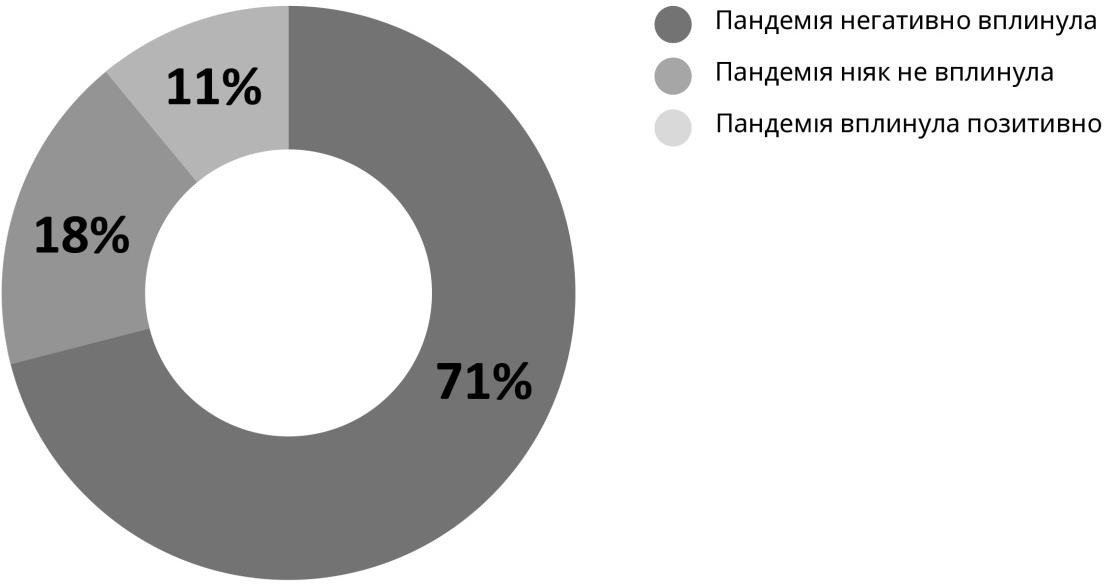 Пандемія негативно вплинула
Пандемія ніяк не вплинула
Пандемія вплинула позитивно
11%
18%
71%